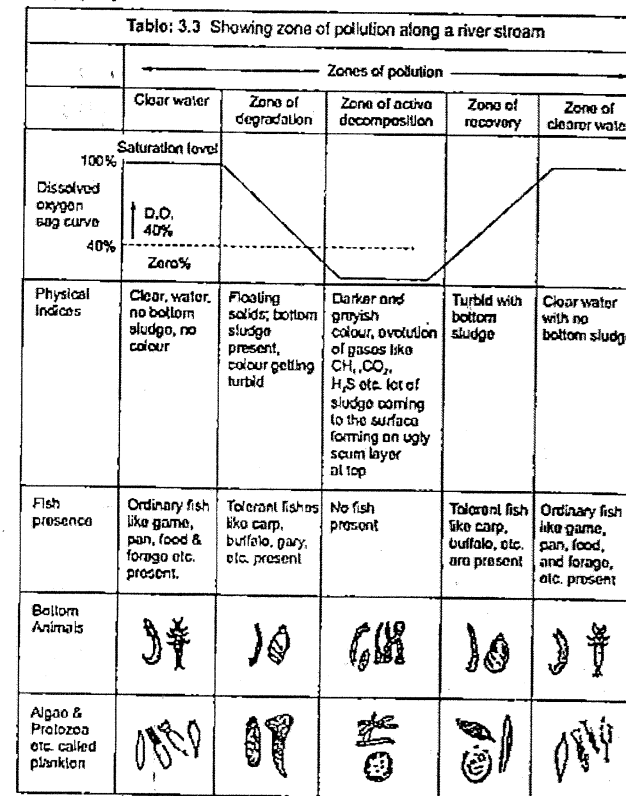 Table: 3.3 Showing zone of pollution along a river stream
Zones of pollution
Clear water
Zone of
degradation
Zone of active
decomposition
Zone of
recovery
Zone of
clearer wate
Dissolved
oxygen
sag curve
Saturation level
100%
D.O.
40%
40%
Zero%
Physical
Indices
Clear, water,
no bottom
sludge, no
colour
Floating
solids; bottom
sludge
present,
colour getting
turbid
Darker and
greyish
colour, evolution
of gases like
CH₄,CO₂,
H₂S etc. lot of
sludge coming
to the surface
forming an ugly
scum layer
at top
Turbid with
bottom
sludge
Clear water
with no
bottom sludg
Fish
presence
Ordinary fish
like game,
pan, food &
forage etc.
present.
Tolerant fishes
like carp,
buffalo, gary,
etc. present
No fish
present
Tolerant fish
like carp,
buffalo, etc.
are present
Ordinary fish
like game,
pan, food,
and forage,
etc. present
Bottom
Animals
Algae &
Protozoa
etc. called
plankton